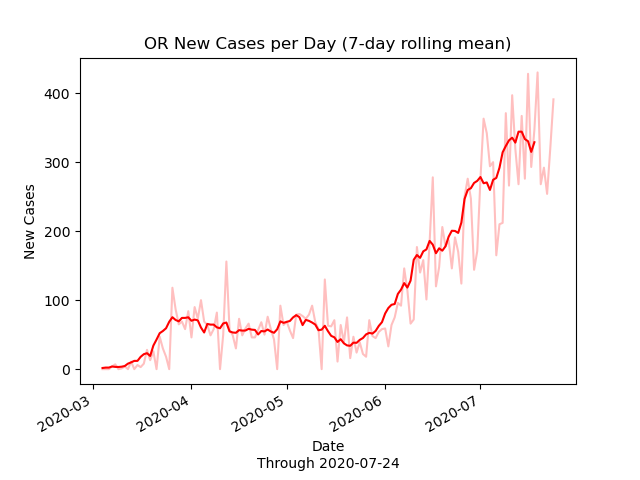 OR New Cases per Day (7-day rolling mean)
400
300
200
100
0
New Cases
2020-03
2020-04
2020-05
2020-06
2020-07
Date
Through 2020-07-24